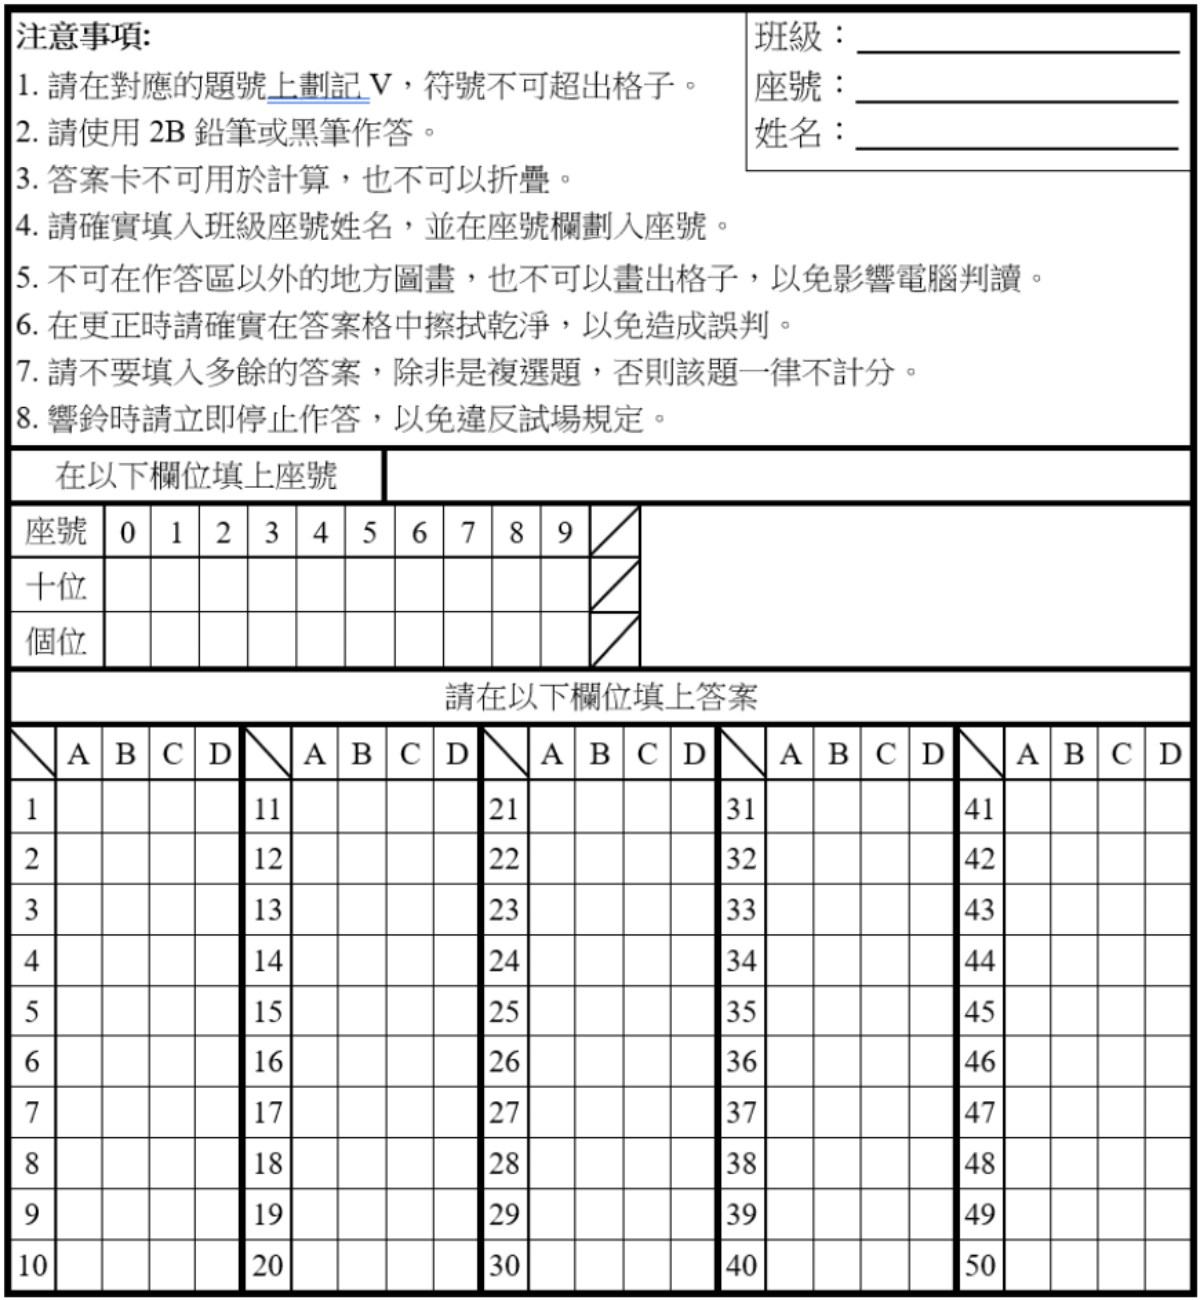 注意事項:
班級：
1. 請在對應的題號上劃記 V，符號不可超出格子。
座號：
2. 請使用 2B 鉛筆或黑筆作答。
姓名：
3. 答案卡不可用於計算，也不可以折疊。
4. 請確實填入班級座號姓名，並在座號欄劃入座號。
5. 不可在作答區以外的地方圖畫，也不可以畫出格子，以免影響電腦判讀。
6. 在更正時請確實在答案格中擦拭乾淨，以免造成誤判。
7. 請不要填入多餘的答案，除非是複選題，否則該題一律不計分。
8. 響鈴時請立即停止作答，以免違反試場規定。
在以下欄位填上座號
座號 0 1 2 3 4 5 6 7 8 9
十位
個位
請在以下欄位填上答案
A B C D A B C D A B C D A B C D A B C D
1 11 21 31 41
2 12 22 32 42
3 13 23 33 43
4 14 24 34 44
5 15 25 35 45
6 16 26 36 46
7 17 27 37 47
8 18 28 38 48
9 19 29 39 49
10 20 30 40 50